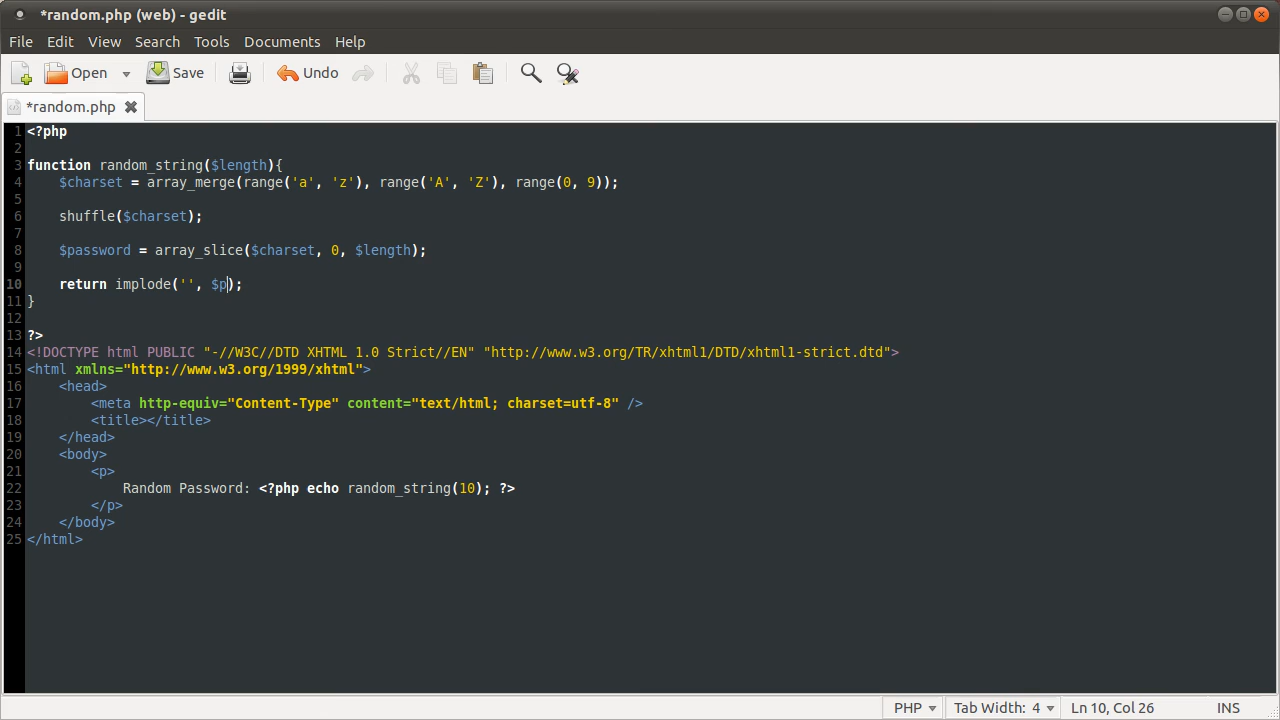 *random.php (web) - gedit
File Edit View Search Tools Documents Help
Open Save Undo
*random.php
1 <?php
2
3 function random_string($length){
4     $charset = array_merge(range('a', 'z'), range('A', 'Z'), range(0, 9));
5
6     shuffle($charset);
7
8     $password = array_slice($charset, 0, $length);
9
10     return implode('', $p);
11 }
12
13 ?>
14 <!DOCTYPE html PUBLIC "-//W3C//DTD XHTML 1.0 Strict//EN" "http://www.w3.org/TR/xhtml1/DTD/xhtml1-strict.dtd">
15 <html xmlns="http://www.w3.org/1999/xhtml">
16     <head>
17         <meta http-equiv="Content-Type" content="text/html; charset=utf-8" />
18         <title></title>
19     </head>
20     <body>
21         <p>
22             Random Password: <?php echo random_string(10); ?>
23         </p>
24     </body>
25 </html>
PHP Tab Width: 4 Ln 10, Col 26 INS